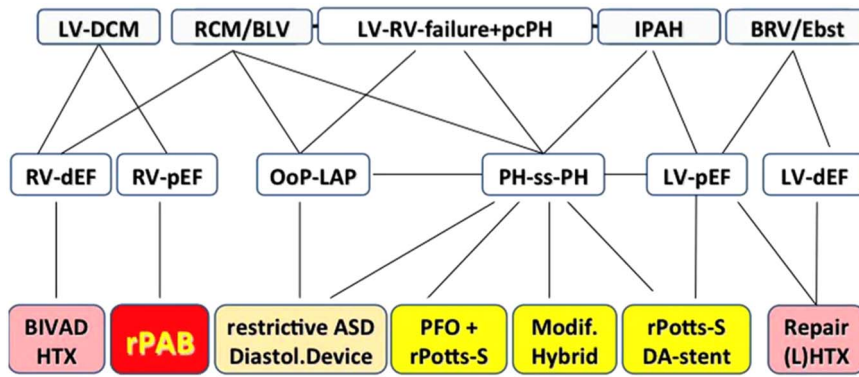 LV-DCM
RCM/BLV
LV-RV-failure+pcPH
IPAH
BRV/Ebst
RV-dEF
RV-pEF
OoP-LAP
PH-ss-PH
LV-pEF
LV-dEF
BIVAD
HTX
rPAB
restrictive ASD
Diastol.Device
PFO +
rPotts-S
Modif.
Hybrid
rPotts-S
DA-stent
Repair
(L)HTX